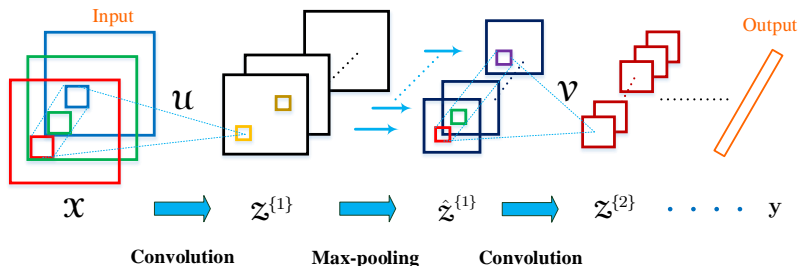 Input
Output
𝒰
𝒱
𝒳
𝒵{1}
𝒵̂{1}
𝒵{2}
y
Convolution
Max-pooling
Convolution